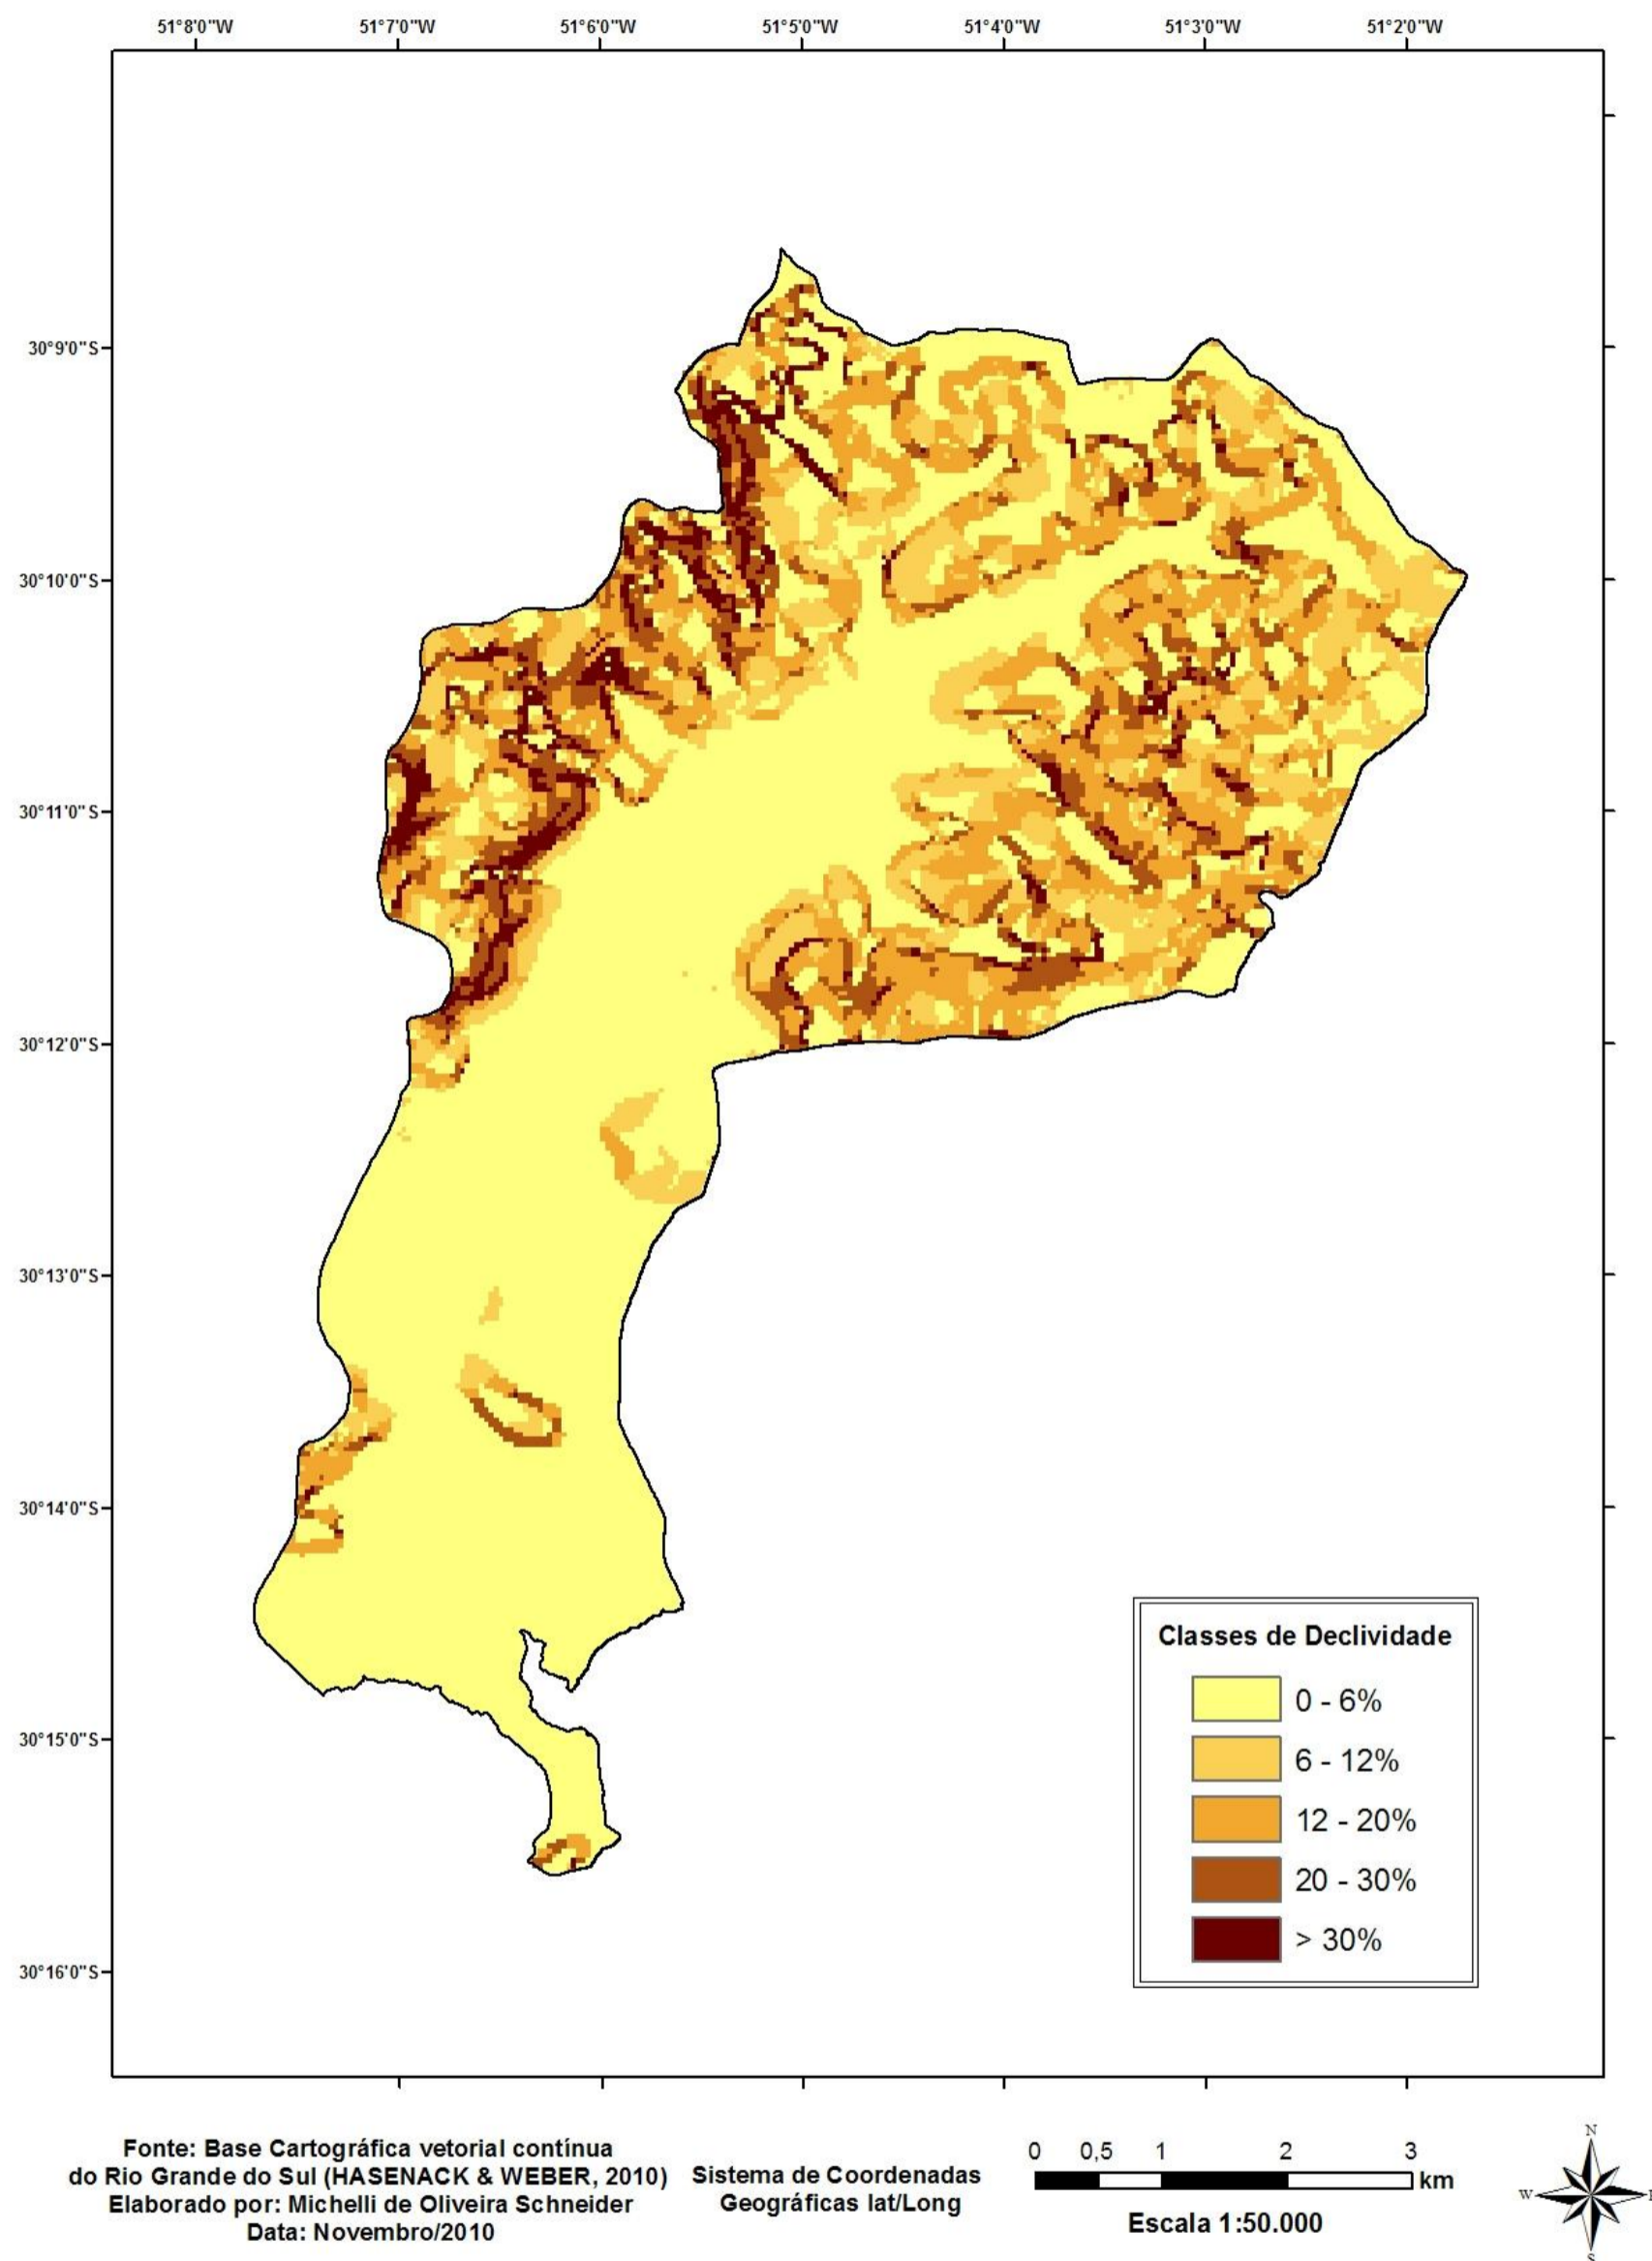 51°8'0"W 51°7'0"W 51°6'0"W 51°5'0"W 51°4'0"W 51°3'0"W 51°2'0"W
30°9'0"S
30°10'0"S
30°11'0"S
30°12'0"S
30°13'0"S
30°14'0"S
30°15'0"S
30°16'0"S
Classes de Declividade
0 - 6%
6 - 12%
12 - 20%
20 - 30%
> 30%
Fonte: Base Cartográfica vetorial contínua
do Rio Grande do Sul (HASENACK & WEBER, 2010)
Elaborado por: Michelli de Oliveira Schneider
Data: Novembro/2010
Sistema de Coordenadas
Geográficas lat/Long
0 0,5 1 2 3
km
Escala 1:50.000
N
W
S